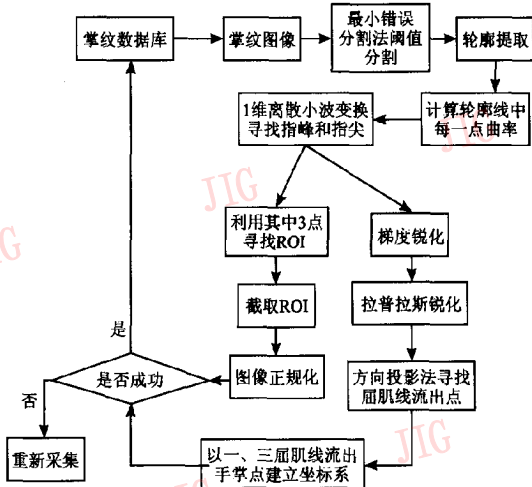 掌纹数据库
掌纹图像
最小错误
分割法阈值
分割
轮廓提取
1维离散小波变换
寻找指峰和指尖
计算轮廓线中
每一点曲率
JIG
JIG
JIG
利用其中3点
寻找ROI
梯度锐化
截取ROI
拉普拉斯锐化
是
是否成功
图像正规化
方向投影法寻找
屈肌线流出点
否
重新采集
以一、三屈肌线流出
手掌点建立坐标系
JIG
JIG